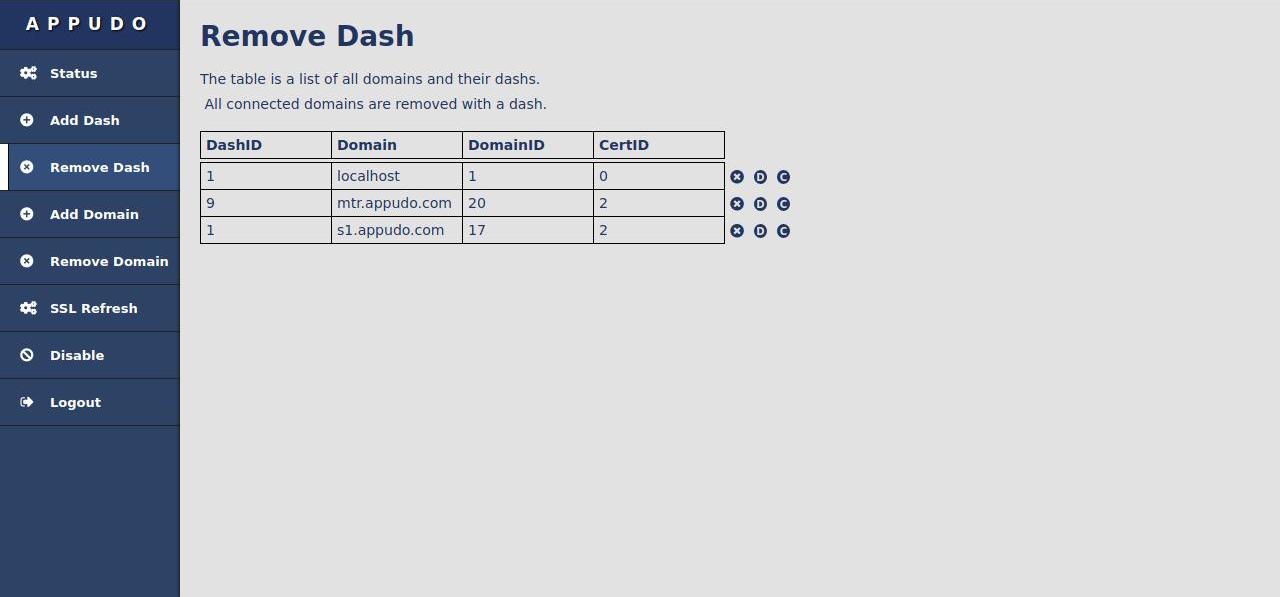 APPUDO
Status
Add Dash
Remove Dash
Add Domain
Remove Domain
SSL Refresh
Disable
Logout
Remove Dash
The table is a list of all domains and their dashs.
All connected domains are removed with a dash.
DashID Domain DomainID CertID
1 localhost 1 0 D C
9 mtr.appudo.com 20 2 D C
1 s1.appudo.com 17 2 D C